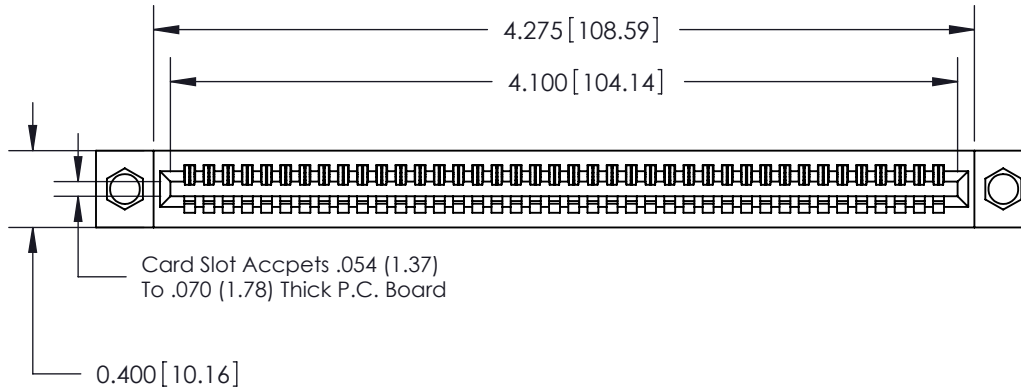 4.275[108.59]
4.100[104.14]
Card Slot Accpets .054 (1.37)
To .070 (1.78) Thick P.C. Board
0.400[10.16]